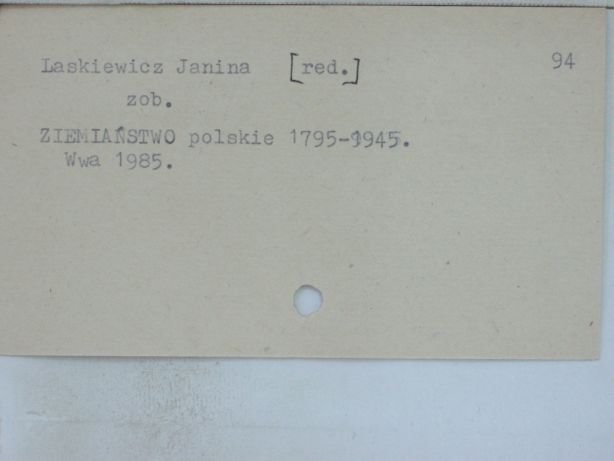 Laskiewicz Janina [red.] 94
zob.
ZIEMIAŃSTWO polskie 1795-1945.
Wwa 1985.